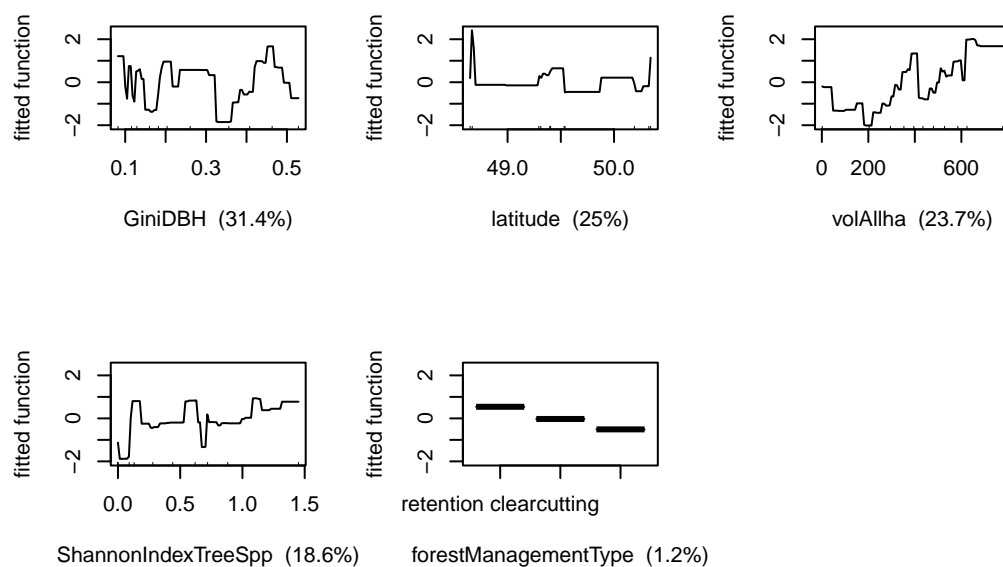 fitted function
2
0
−2
0.1 0.3 0.5
GiniDBH (31.4%)
fitted function
2
0
−2
49.0 50.0
latitude (25%)
fitted function
2
0
−2
0 200 600
volAllha (23.7%)
fitted function
2
0
−2
0.0 0.5 1.0 1.5
ShannonIndexTreeSpp (18.6%)
fitted function
2
0
−2
retention clearcutting
forestManagementType (1.2%)